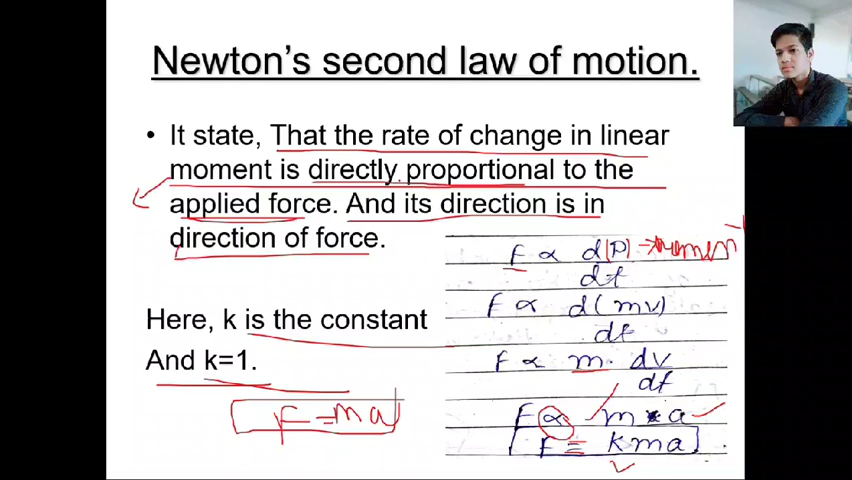 Newton's second law of motion.
• It state, That the rate of change in linear
moment is directly proportional to the
applied force. And its direction is in
direction of force.
F ∝ d(P) → moment
dt
F ∝ d(mv)
dt
Here, k is the constant
F ∝ m. dv
dt
And k=1.
F = ma
F ∝ m x a
F = kma